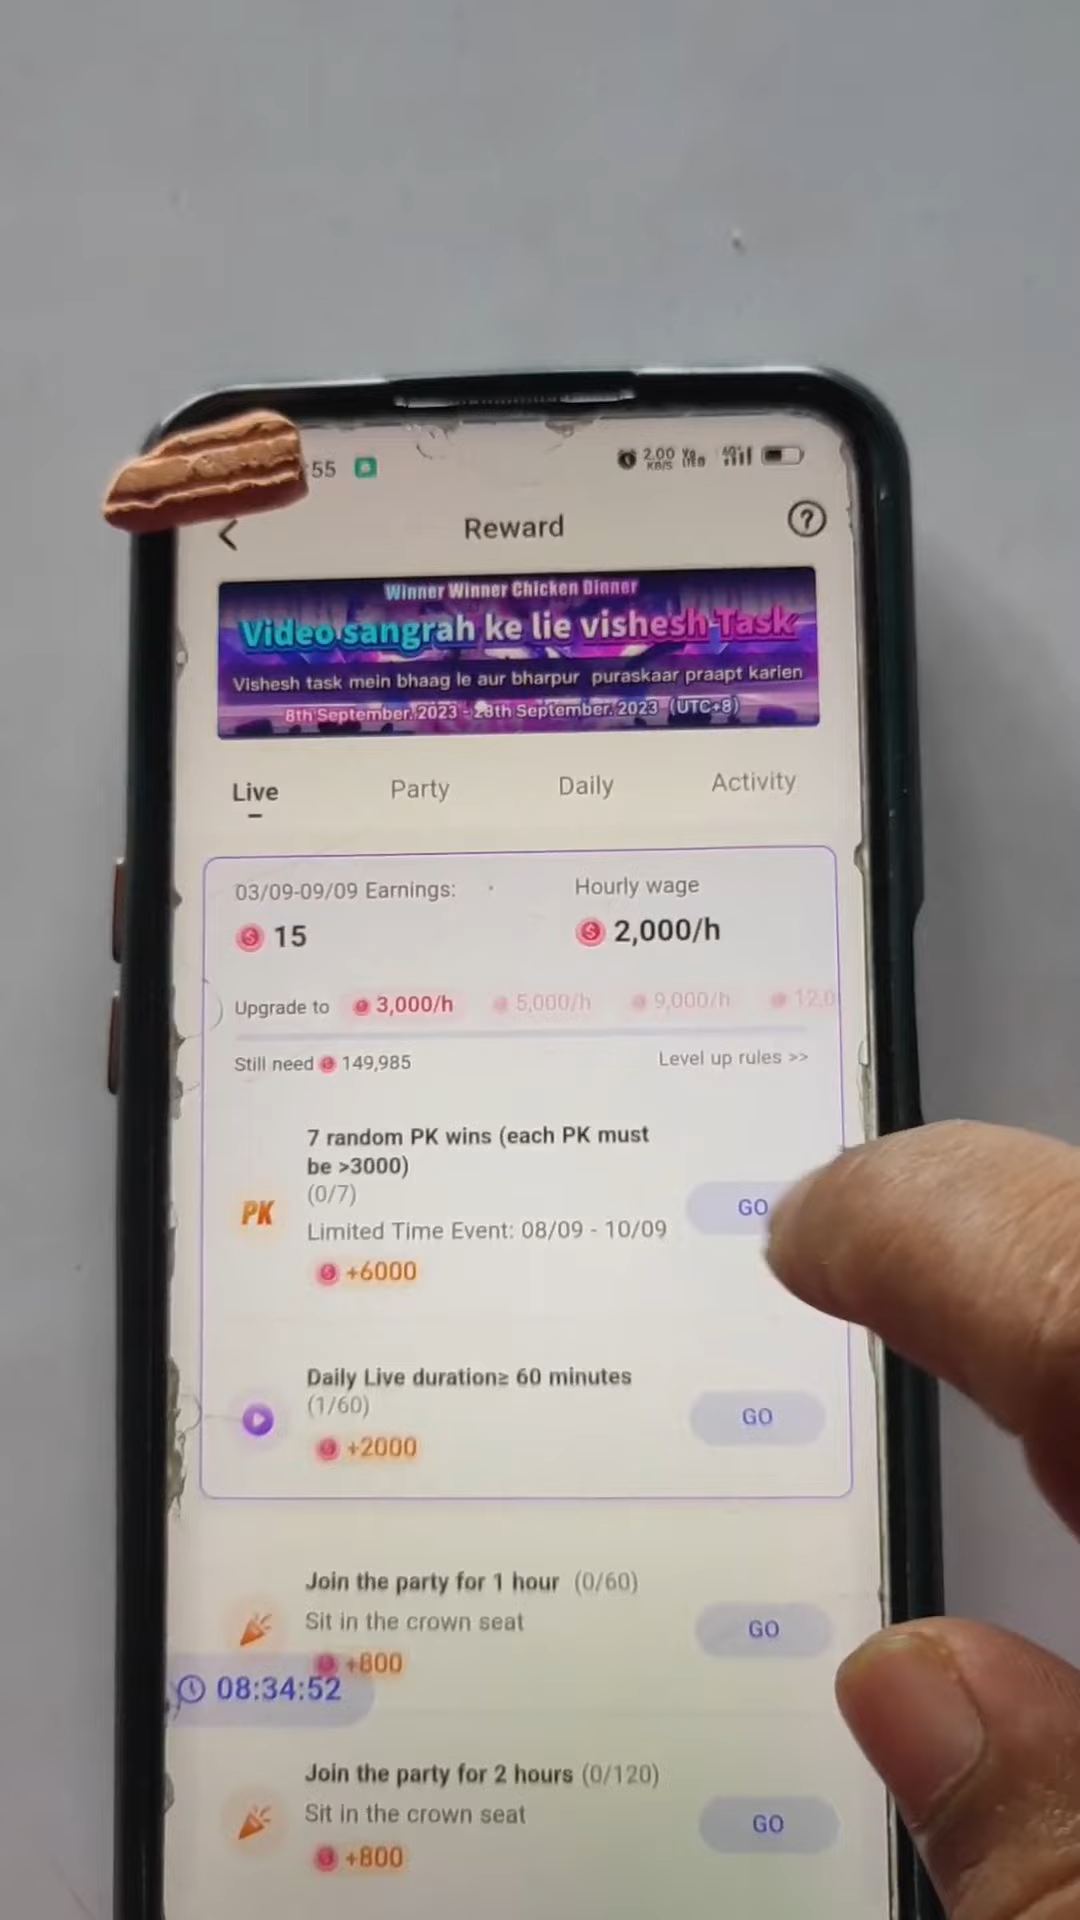 :55
2.00
KB/S
Reward
?
Winner Winner Chicken Dinner
Video sangrah ke lie vishesh Task
Vishesh task mein bhaag le aur bharpur puraskaar praapt karien
8th September. 2023 - 28th September. 2023 (UTC+8)
Live Party Daily Activity
03/09-09/09 Earnings: Hourly wage
15 2,000/h
Upgrade to 3,000/h 5,000/h 9,000/h 12,0
Still need 149,985 Level up rules >>
7 random PK wins (each PK must
be >3000)
(0/7)
PK
GO
Limited Time Event: 08/09 - 10/09
+6000
Daily Live duration≥ 60 minutes
(1/60)
GO
+2000
Join the party for 1 hour (0/60)
Sit in the crown seat
GO
+800
08:34:52
Join the party for 2 hours (0/120)
Sit in the crown seat
GO
+800